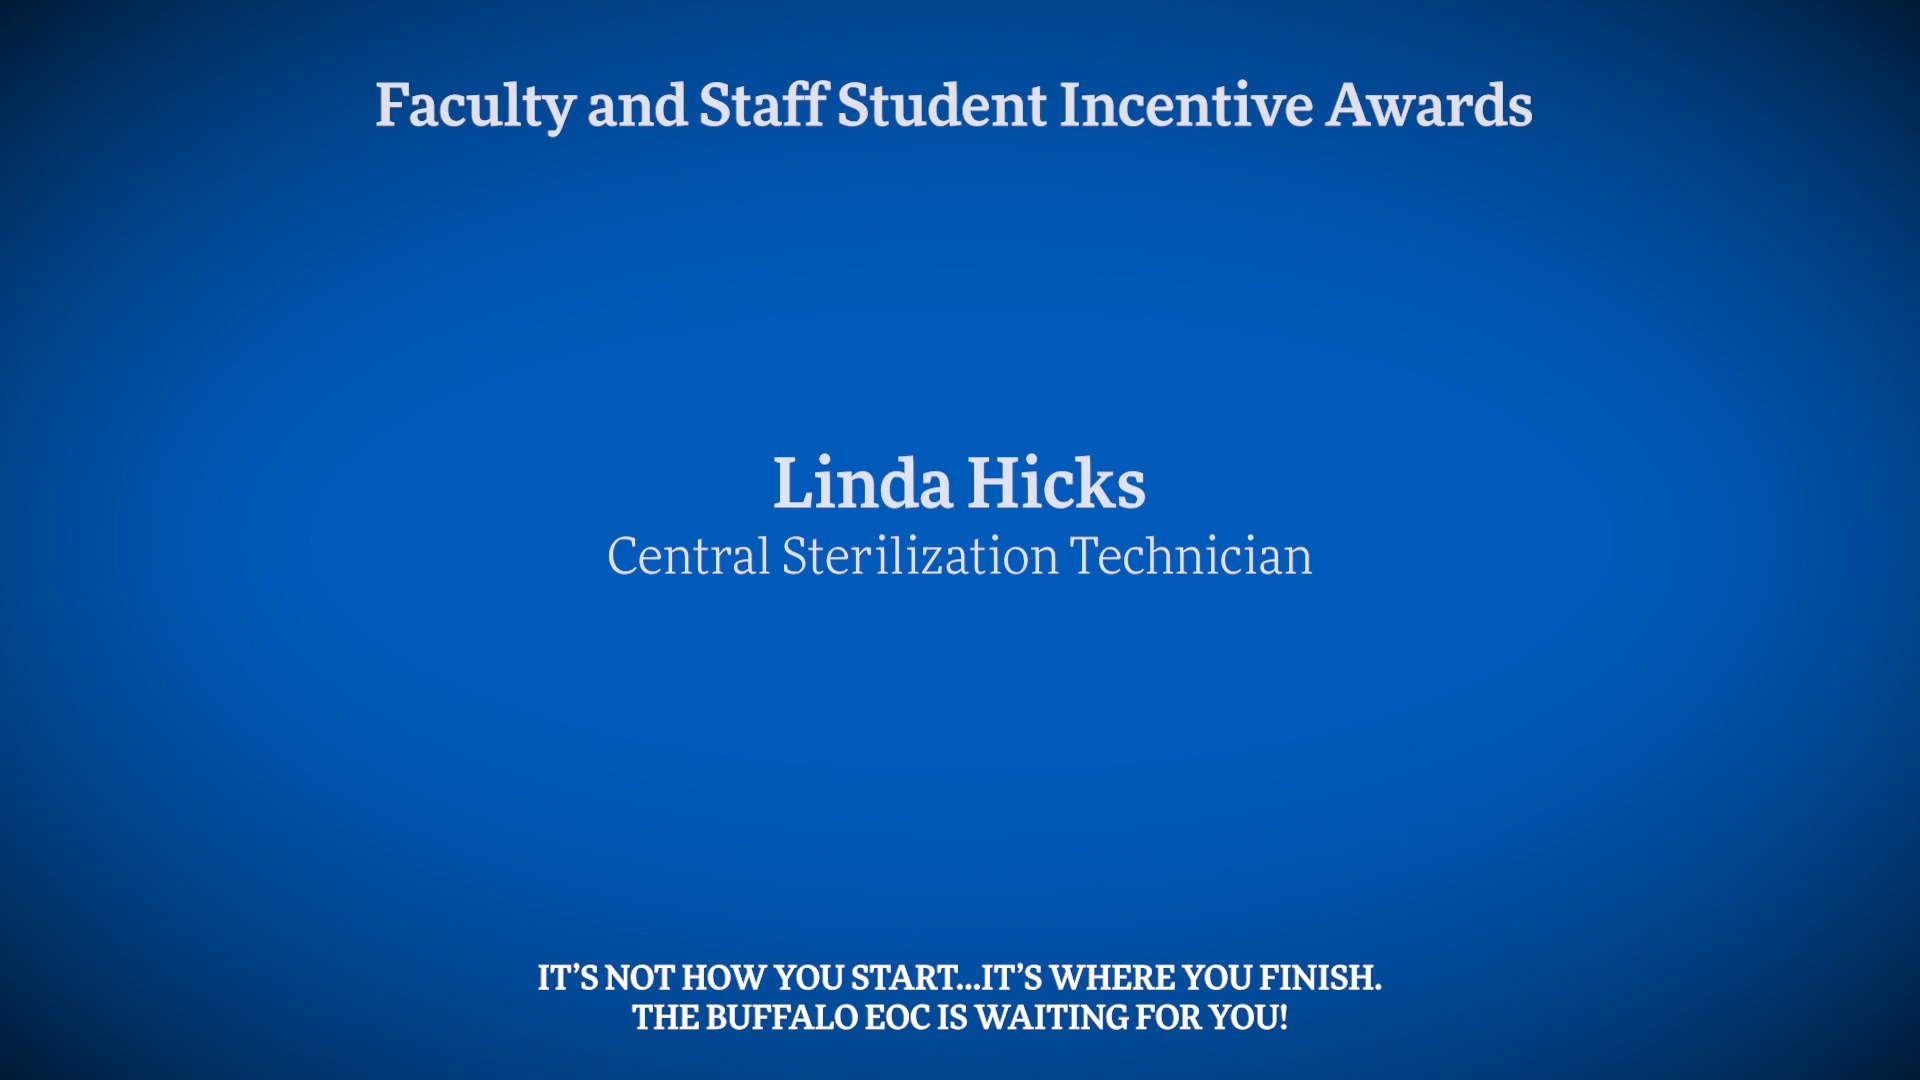 Faculty and Staff Student Incentive Awards
Linda Hicks
Central Sterilization Technician
IT’S NOT HOW YOU START...IT’S WHERE YOU FINISH.
THE BUFFALO EOC IS WAITING FOR YOU!